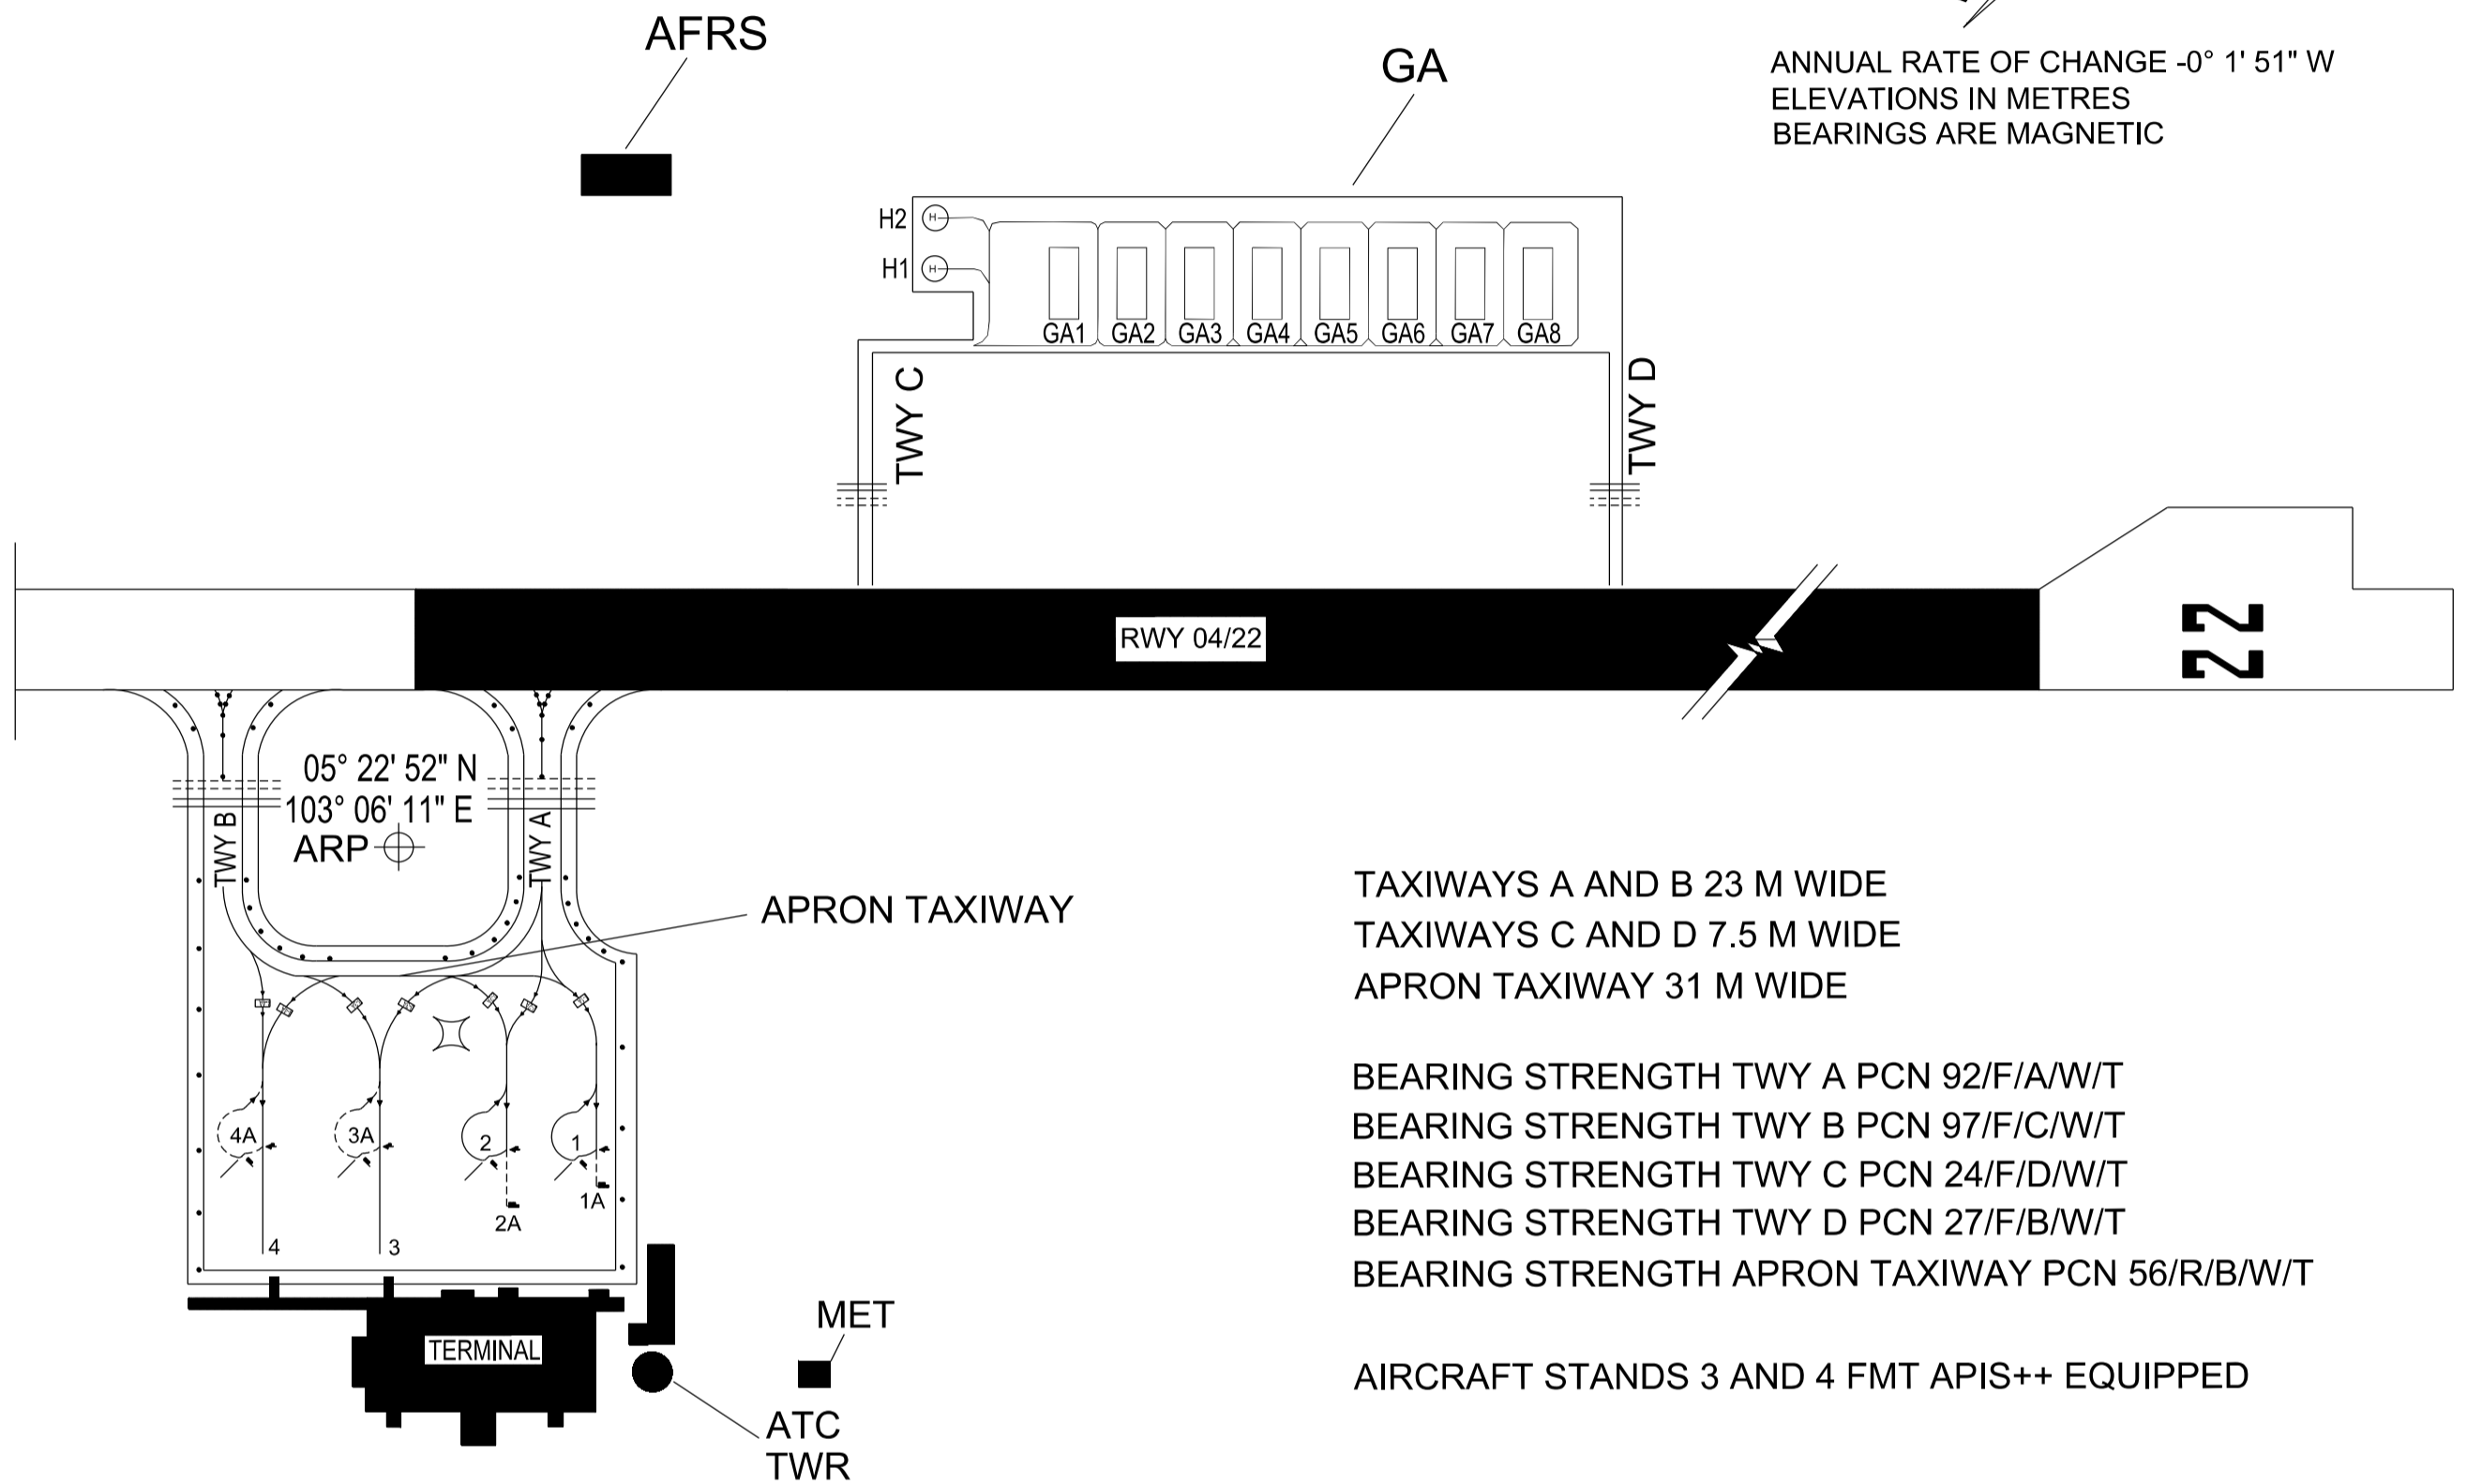 AFRS
GA
ANNUAL RATE OF CHANGE -0° 1' 51" W
ELEVATIONS IN METRES
BEARINGS ARE MAGNETIC
H2
H
H1
H
GA1
GA2
GA3
GA4
GA5
GA6
GA7
GA8
TWY C
TWY D
RWY 04/22
22
05° 22' 52" N
103° 06' 11" E
ARP
TWY B
TWY A
APRON TAXIWAY
TAXIWAYS A AND B 23 M WIDE
TAXIWAYS C AND D 7.5 M WIDE
APRON TAXIWAY 31 M WIDE
BEARING STRENGTH TWY A PCN 92/F/A/W/T
BEARING STRENGTH TWY B PCN 97/F/C/W/T
BEARING STRENGTH TWY C PCN 24/F/D/W/T
BEARING STRENGTH TWY D PCN 27/F/B/W/T
BEARING STRENGTH APRON TAXIWAY PCN 56/R/B/W/T
AIRCRAFT STANDS 3 AND 4 FMT APIS++ EQUIPPED
4A
3A
2
1
1A
2A
4
3
TERMINAL
MET
ATC
TWR